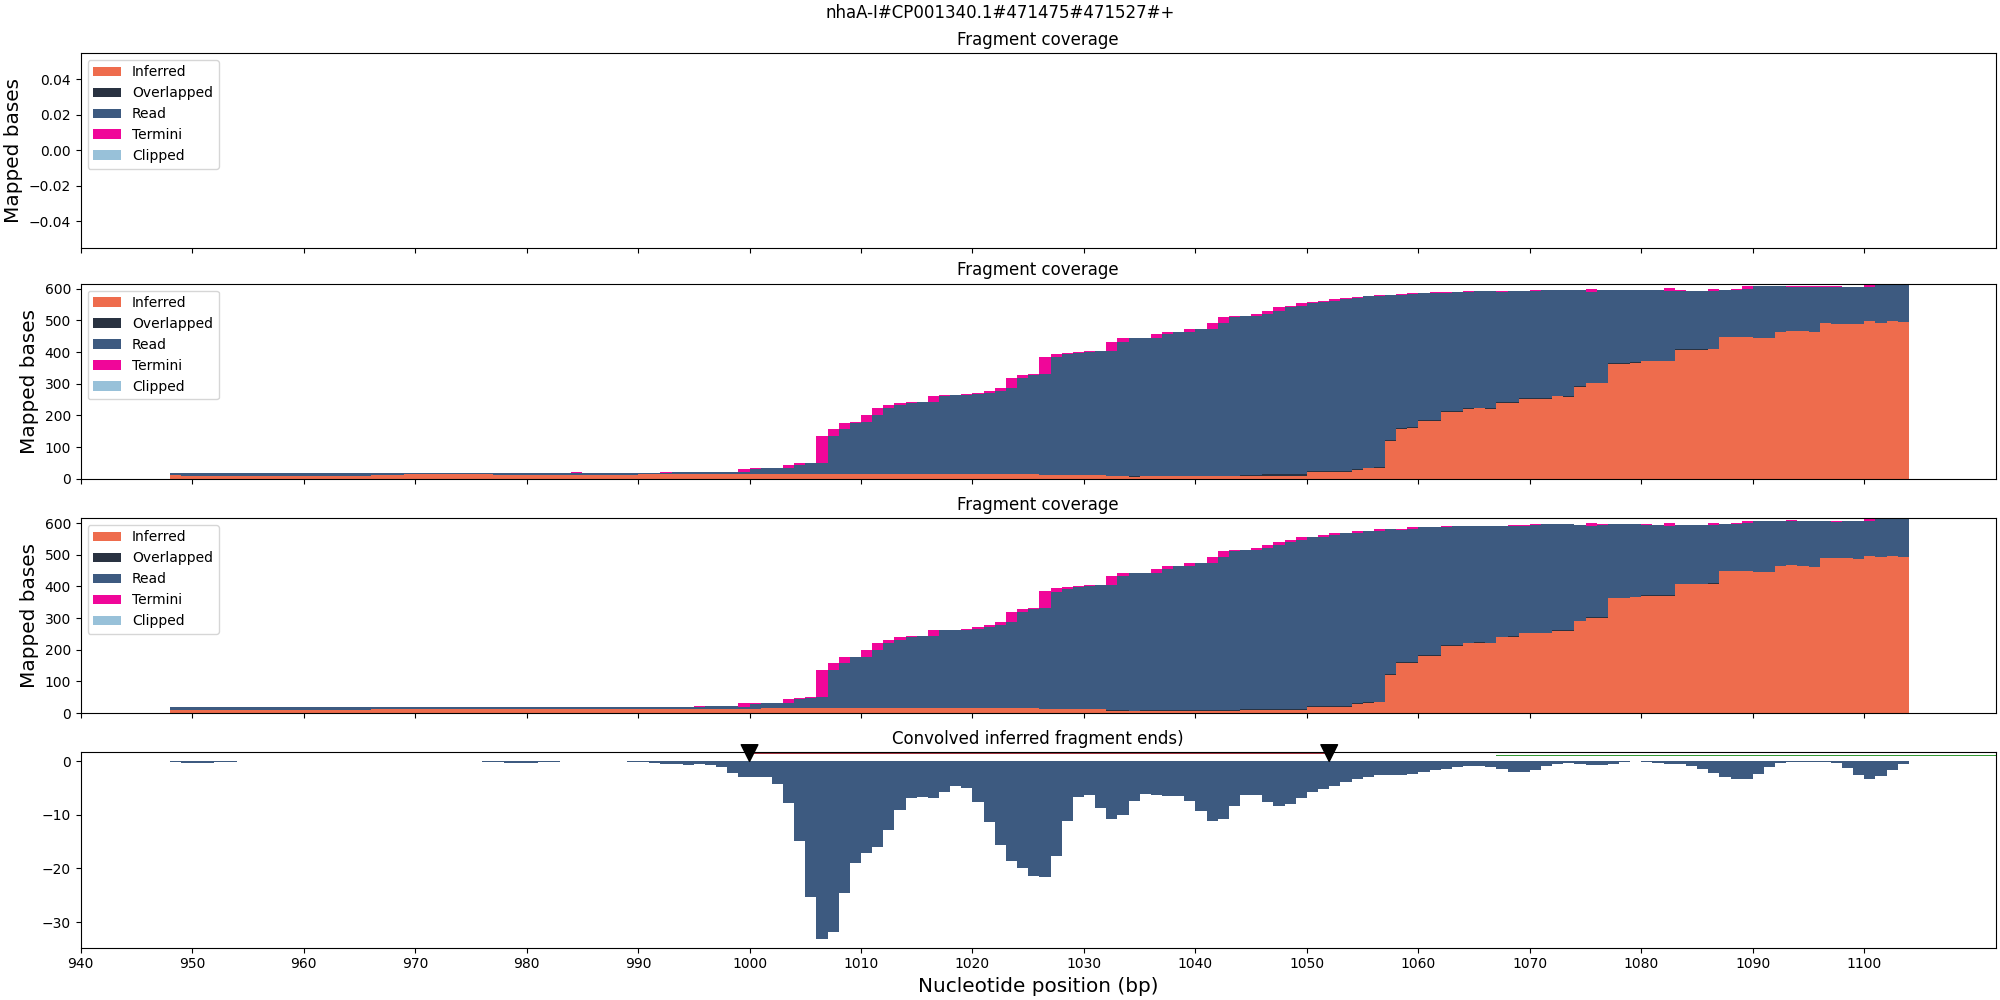 nhaA-I#CP001340.1#471475#471527#+
Fragment coverage
Mapped bases
0.04
0.02
0.00
−0.02
−0.04
Inferred
Overlapped
Read
Termini
Clipped
Fragment coverage
Mapped bases
600
500
400
300
200
100
0
Inferred
Overlapped
Read
Termini
Clipped
Fragment coverage
Mapped bases
600
500
400
300
200
100
0
Inferred
Overlapped
Read
Termini
Clipped
Convolved inferred fragment ends)
0
−10
−20
−30
940 950 960 970 980 990 1000 1010 1020 1030 1040 1050 1060 1070 1080 1090 1100
Nucleotide position (bp)